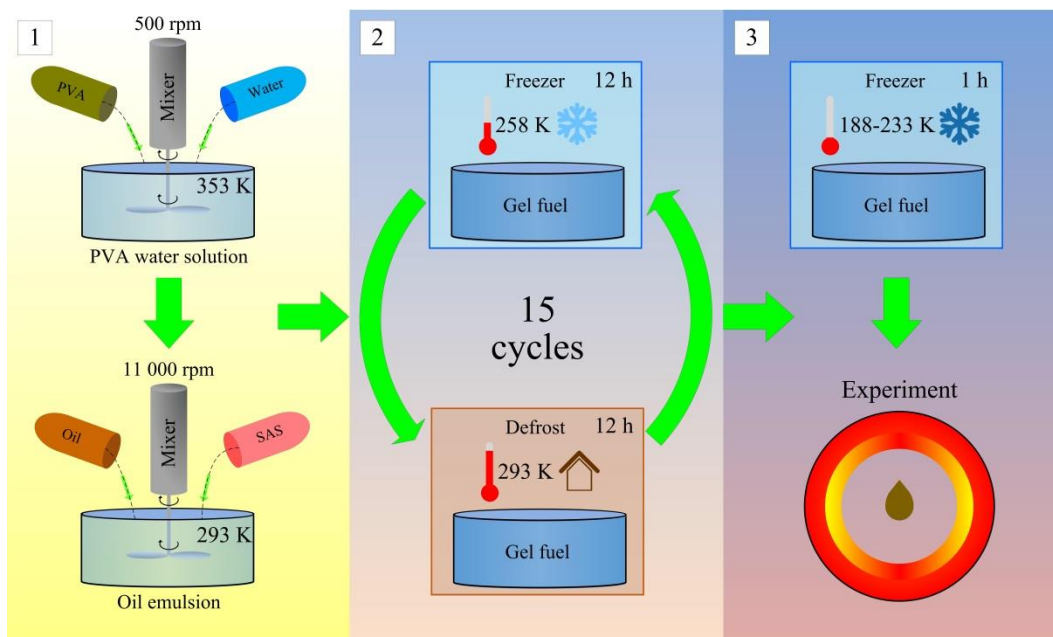 1
500 rpm
PVA
Mixer
Water
353 K
PVA water solution
11 000 rpm
Oil
Mixer
SAS
293 K
Oil emulsion
2
Freezer
12 h
258 K
Gel fuel
15
cycles
Defrost
12 h
293 K
Gel fuel
3
Freezer
1 h
188-233 K
Gel fuel
Experiment